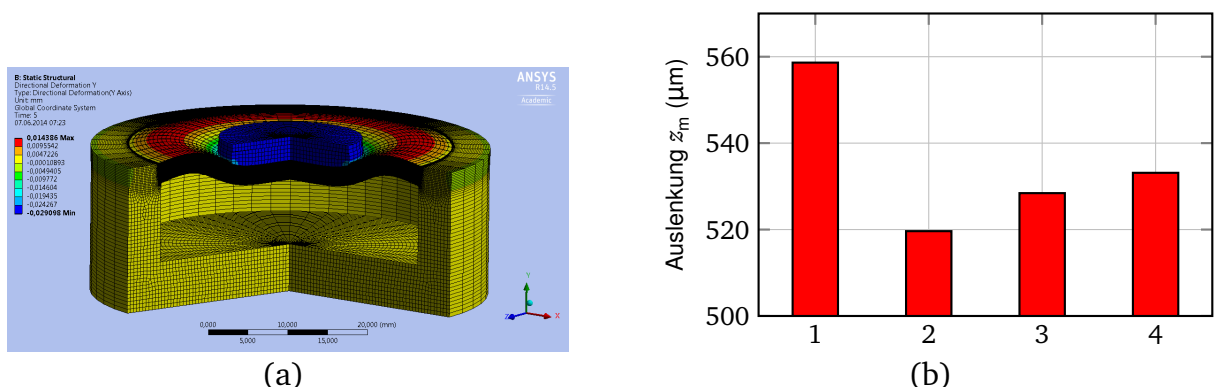 B: Static Structural
Directional Deformation Y
Type: Directional Deformation(Y Axis)
Unit: mm
Global Coordinate System
Time: 5
07.06.2014 07:23
0,014386 Max
0,0095542
0,0047226
-0,00010893
-0,0049405
-0,009772
-0,014604
-0,019435
-0,024267
-0,029098 Min
ANSYS
R14.5
Academic
Y
Z
X
0,000 10,000 20,000 (mm)
5,000 15,000
(a)
Auslenkung zm (µm)
560
540
520
500
1 2 3 4
(b)